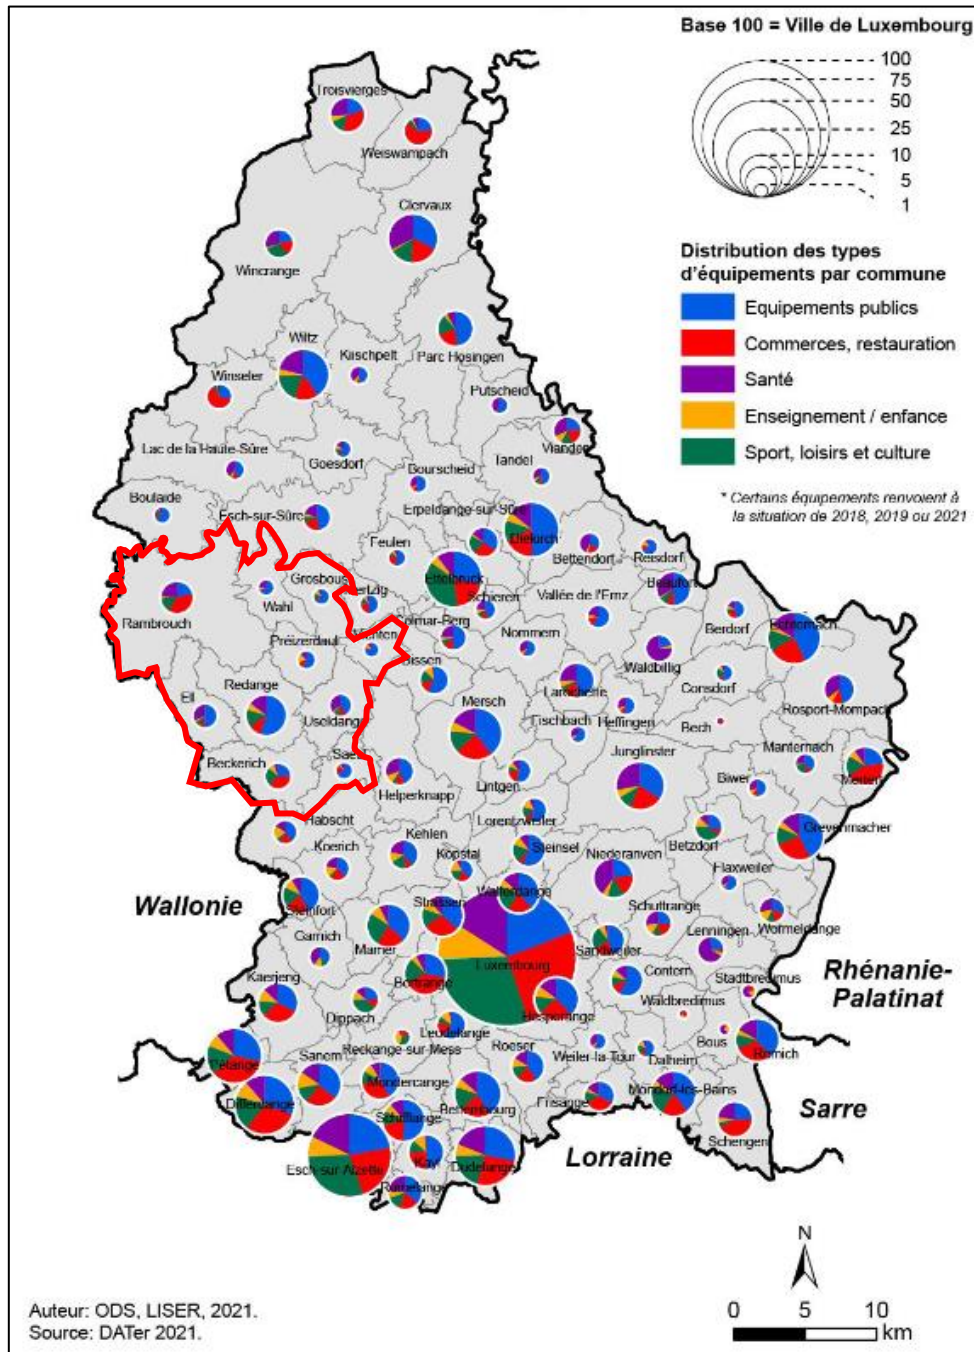 Base 100 = Ville de Luxembourg
100
75
50
25
10
5
1
Distribution des types
d'équipements par commune
Equipements publics
Commerces, restauration
Santé
Enseignement / enfance
Sport, loisirs et culture
* Certains équipements renvoient à
la situation de 2018, 2019 ou 2021
Troisvierges
Weiswampach
Clervaux
Wincrange
Wiltz
Kiischpelt
Parc Hosingen
Winseler
Putscheid
Vianden
Lac de la Haute-Sûre
Goesdorf
Bourscheid
Tandel
Boulaide
Esch-sur-Sûre
Erpeldange-sur-Sûre
Diekirch
Feulen
Bettendorf
Reisdorf
Grosbous
Ettelbruck
Beaufort
Rambrouch
Wahl
Mertzig
Schieren
Vallée de l'Ernz
Berdorf
Echternach
Colmar-Berg
Préizerdaul
Vichten
Nommern
Bissen
Waldbillig
Consdorf
Ell
Redange
Useldange
Mersch
Larochette
Rosport-Mompach
Fischbach
Heffingen
Bech
Beckerich
Saeul
Helperknapp
Lintgen
Junglinster
Manternach
Biwer
Mertert
Habscht
Lorentzweiler
Grevenmacher
Koerich
Kehlen
Kopstal
Steinsel
Niederanven
Betzdorf
Flaxweiler
Wallonie
Steinfort
Walferdange
Strassen
Schuttrange
Wormeldange
Garnich
Mamer
Luxembourg
Sandweiler
Lenningen
Rhénanie-
Palatinat
Kaerjeng
Bertrange
Contern
Stadtbredimus
Dippach
Hesperange
Waldbredimus
Leudelange
Reckange-sur-Mess
Roeser
Weiler-la-Tour
Bous
Dalheim
Remich
Pétange
Sanem
Mondercange
Differdange
Bettembourg
Frisange
Mondorf-les-Bains
Sarre
Schifflange
Schengen
Esch-sur-Alzette
Kayl
Dudelange
Lorraine
Rumelange
N
Auteur: ODS, LISER, 2021.
Source: DATer 2021.
0 5 10
km